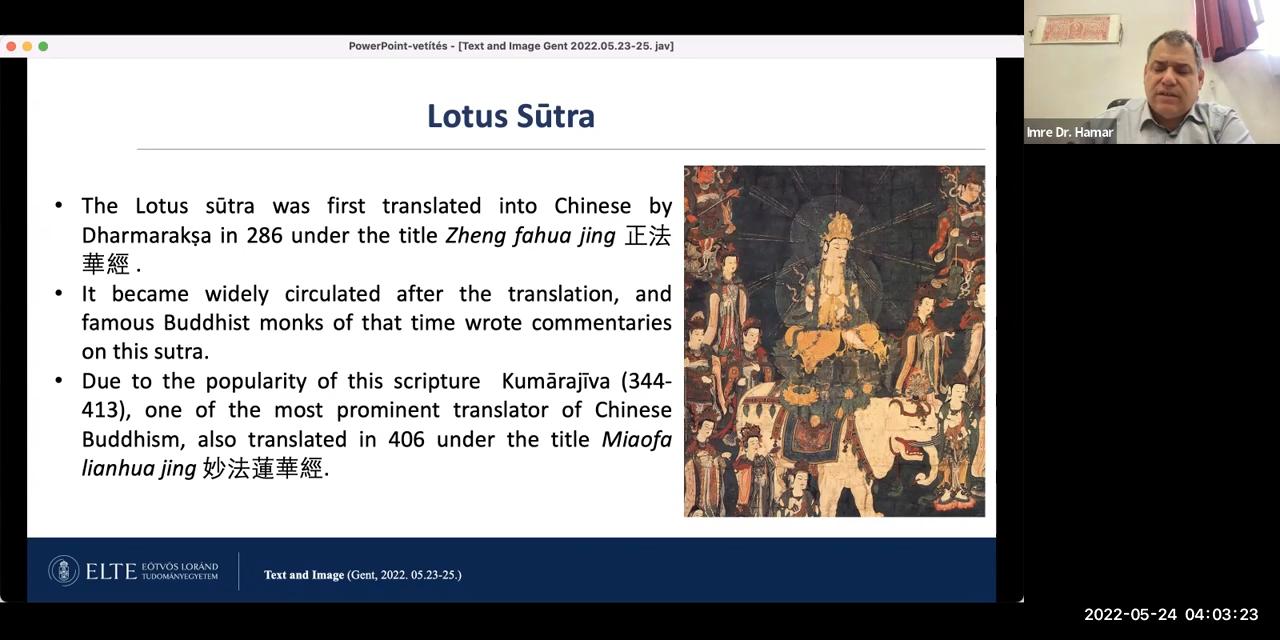 PowerPoint-vetítés - [Text and Image Gent 2022.05.23-25. jav]
Imre Dr. Hamar
Lotus Sūtra
• The Lotus sūtra was first translated into Chinese by
Dharmarakṣa in 286 under the title Zheng fahua jing 正法
華經 .
• It became widely circulated after the translation, and
famous Buddhist monks of that time wrote commentaries
on this sutra.
• Due to the popularity of this scripture Kumārajīva (344-
413), one of the most prominent translator of Chinese
Buddhism, also translated in 406 under the title Miaofa
lianhua jing 妙法蓮華經.
ELTE EÖTVÖS LORÁND
TUDOMÁNYEGYETEM
Text and Image (Gent, 2022. 05.23-25.)
2022-05-24 04:03:23